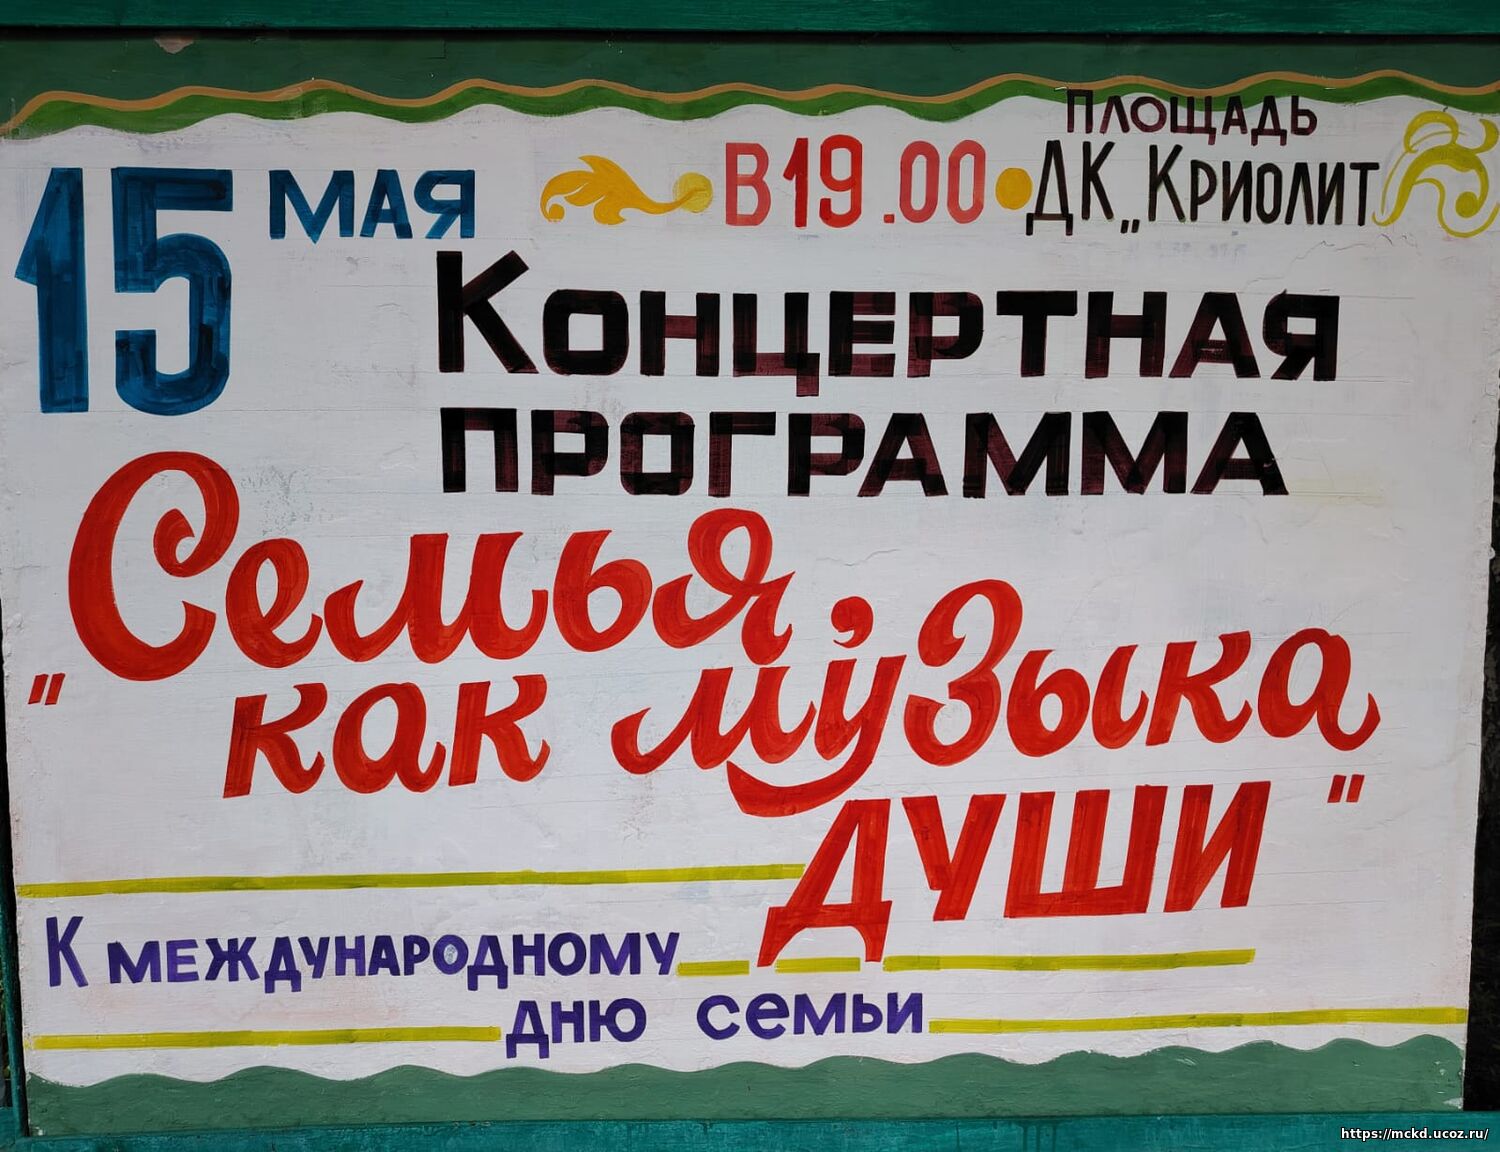 15 МАЯ
В 19.00
ПЛОЩАДЬ
ДК „Криолит
Концертная
программа
"Семья,
как музыка
души"
К международному
дню семьи
https://mckd.ucoz.ru/